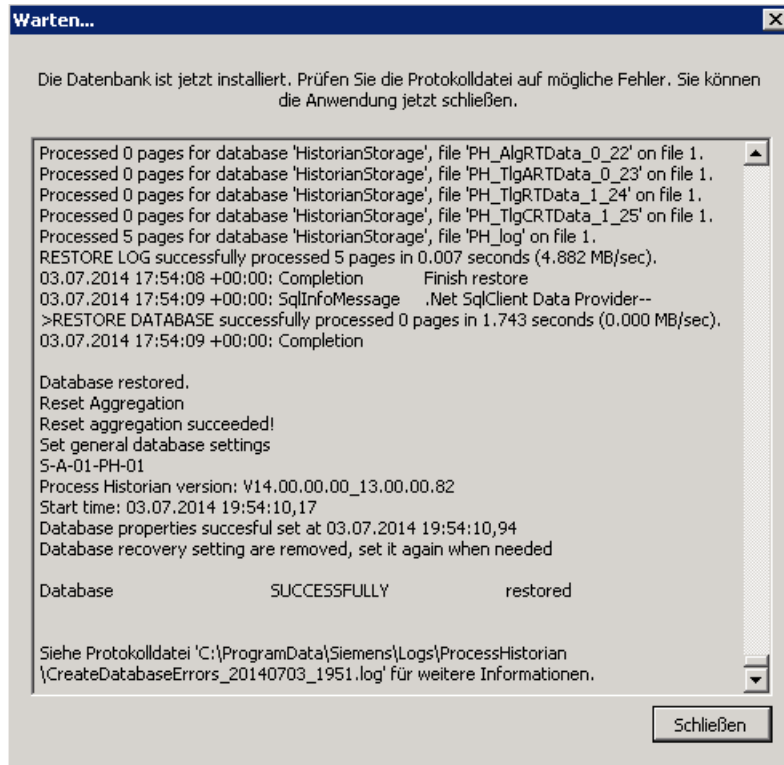 Warten...
Die Datenbank ist jetzt installiert. Prüfen Sie die Protokolldatei auf mögliche Fehler. Sie können
die Anwendung jetzt schließen.
Processed 0 pages for database 'HistorianStorage', file 'PH_AlgRTData_0_22' on file 1.
Processed 0 pages for database 'HistorianStorage', file 'PH_TlgARTData_0_23' on file 1.
Processed 0 pages for database 'HistorianStorage', file 'PH_TlgRTData_1_24' on file 1.
Processed 0 pages for database 'HistorianStorage', file 'PH_TlgCRTData_1_25' on file 1.
Processed 5 pages for database 'HistorianStorage', file 'PH_log' on file 1.
RESTORE LOG successfully processed 5 pages in 0.007 seconds (4.882 MB/sec).
03.07.2014 17:54:08 +00:00: Completion Finish restore
03.07.2014 17:54:09 +00:00: SqlInfoMessage .Net SqlClient Data Provider--
>RESTORE DATABASE successfully processed 0 pages in 1.743 seconds (0.000 MB/sec).
03.07.2014 17:54:09 +00:00: Completion
Database restored.
Reset Aggregation
Reset aggregation succeeded!
Set general database settings
S-A-01-PH-01
Process Historian version: V14.00.00.00_13.00.00.82
Start time: 03.07.2014 19:54:10,17
Database properties succesful set at 03.07.2014 19:54:10,94
Database recovery setting are removed, set it again when needed
Database SUCCESSFULLY restored
Siehe Protokolldatei 'C:\ProgramData\Siemens\Logs\ProcessHistorian
\CreateDatabaseErrors_20140703_1951.log' für weitere Informationen.
Schließen